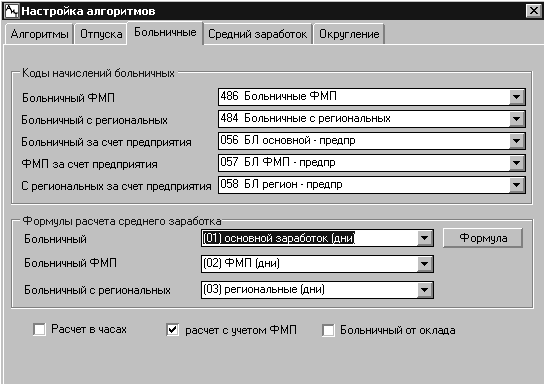 Настройка алгоритмов
Алгоритмы Отпуска Больничные Средний заработок Округление
Коды начислений больничных
Больничный ФМП 486 Больничные ФМП
Больничный с региональных 484 Больничные с региональных
Больничный за счет предприятия 056 БЛ основной - предпр
ФМП за счет предприятия 057 БЛ ФМП - предпр
С региональных за счет предприятия 058 БЛ регион - предпр
Формулы расчета среднего заработка
Больничный (01) основной заработок (дни) Формула
Больничный ФМП (02) ФМП (дни)
Больничный с региональных (03) региональные (дни)
Расчет в часах расчет с учетом ФМП Больничный от оклада